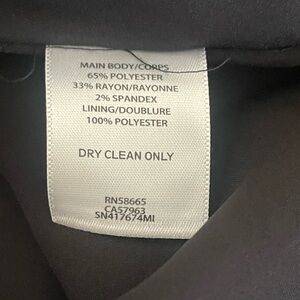 MAIN BODY/CORPS
65% POLYESTER
33% RAYON/RAYONNE
2% SPANDEX
LINING/DOUBLURE
100% POLYESTER
DRY CLEAN ONLY
RN58665
CA57963
SN417674MI